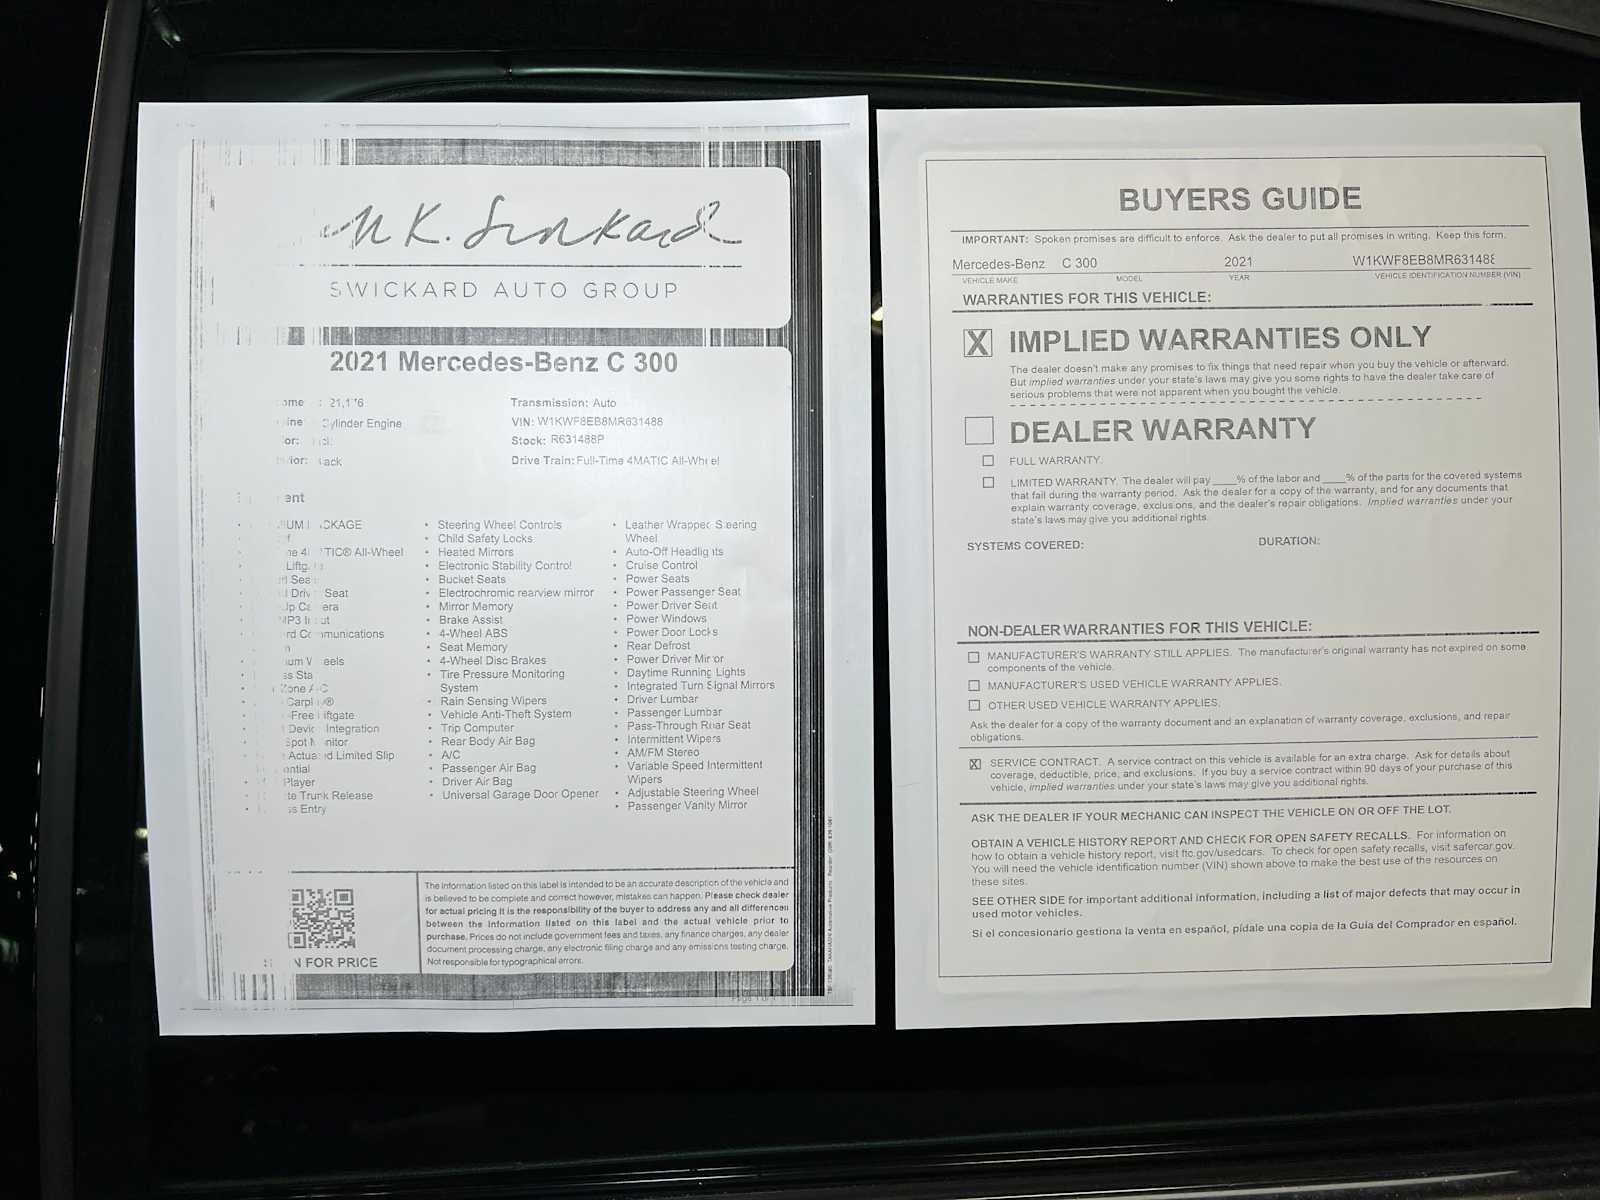 K. Swickard
SWICKARD AUTO GROUP
2021 Mercedes-Benz C 300
Transmission: Auto
Cylinder Engine
VIN: W1KWF8EB8MR631488
Stock: R631488P
Drive Train: Full-Time 4MATIC All-Wheel
All-Wheel
Seat
Integration
Actuated Limited Slip
Player
Trunk Release
Entry
• Steering Wheel Controls
• Child Safety Locks
• Heated Mirrors
• Electronic Stability Control
• Bucket Seats
• Electrochromic rearview mirror
• Mirror Memory
• Brake Assist
• 4-Wheel ABS
• Seat Memory
• 4-Wheel Disc Brakes
• Tire Pressure Monitoring
System
• Rain Sensing Wipers
• Vehicle Anti-Theft System
• Trip Computer
• Rear Body Air Bag
• A/C
• Passenger Air Bag
• Driver Air Bag
• Universal Garage Door Opener
• Leather Wrapped Steering
Wheel
• Auto-Off Headlights
• Cruise Control
• Power Seats
• Power Passenger Seat
• Power Driver Seat
• Power Windows
• Power Door Locks
• Rear Defrost
• Power Driver Mirror
• Daytime Running Lights
• Integrated Turn Signal Mirrors
• Driver Lumbar
• Passenger Lumbar
• Pass-Through Rear Seat
• Intermittent Wipers
• AM/FM Stereo
• Variable Speed Intermittent
Wipers
• Adjustable Steering Wheel
• Passenger Vanity Mirror
FOR PRICE
The information listed on this label is intended to be an accurate description of the vehicle and
is believed to be complete and correct however, mistakes can happen. Please check dealer
for actual pricing It is the responsibility of the buyer to address any and all differences
between the information listed on this label and the actual vehicle prior to
purchase. Prices do not include government fees and taxes, any finance charges, any dealer
document processing charge, any electronic filing charge and any emissions testing charge.
Not responsible for typographical errors.
BUYERS GUIDE
IMPORTANT: Spoken promises are difficult to enforce. Ask the dealer to put all promises in writing. Keep this form.
Mercedes-Benz C 300 2021 W1KWF8EB8MR631488
VEHICLE MAKE MODEL YEAR VEHICLE IDENTIFICATION NUMBER (VIN)
WARRANTIES FOR THIS VEHICLE:
X IMPLIED WARRANTIES ONLY
The dealer doesn't make any promises to fix things that need repair when you buy the vehicle or afterward.
But implied warranties under your state's laws may give you some rights to have the dealer take care of
serious problems that were not apparent when you bought the vehicle.
DEALER WARRANTY
FULL WARRANTY.
LIMITED WARRANTY. The dealer will pay ____% of the labor and ____% of the parts for the covered systems
that fail during the warranty period. Ask the dealer for a copy of the warranty, and for any documents that
explain warranty coverage, exclusions, and the dealer's repair obligations. Implied warranties under your
state's laws may give you additional rights.
SYSTEMS COVERED: DURATION:
NON-DEALER WARRANTIES FOR THIS VEHICLE:
MANUFACTURER'S WARRANTY STILL APPLIES. The manufacturer's original warranty has not expired on some
components of the vehicle.
MANUFACTURER'S USED VEHICLE WARRANTY APPLIES.
OTHER USED VEHICLE WARRANTY APPLIES.
Ask the dealer for a copy of the warranty document and an explanation of warranty coverage, exclusions, and repair
obligations.
X SERVICE CONTRACT. A service contract on this vehicle is available for an extra charge. Ask for details about
coverage, deductible, price, and exclusions. If you buy a service contract within 90 days of your purchase of this
vehicle, implied warranties under your state's laws may give you additional rights.
ASK THE DEALER IF YOUR MECHANIC CAN INSPECT THE VEHICLE ON OR OFF THE LOT.
OBTAIN A VEHICLE HISTORY REPORT AND CHECK FOR OPEN SAFETY RECALLS. For information on
how to obtain a vehicle history report, visit ftc.gov/usedcars. To check for open safety recalls, visit safercar.gov.
You will need the vehicle identification number (VIN) shown above to make the best use of the resources on
these sites.
SEE OTHER SIDE for important additional information, including a list of major defects that may occur in
used motor vehicles.
Si el concesionario gestiona la venta en español, pídale una copia de la Guía del Comprador en español.